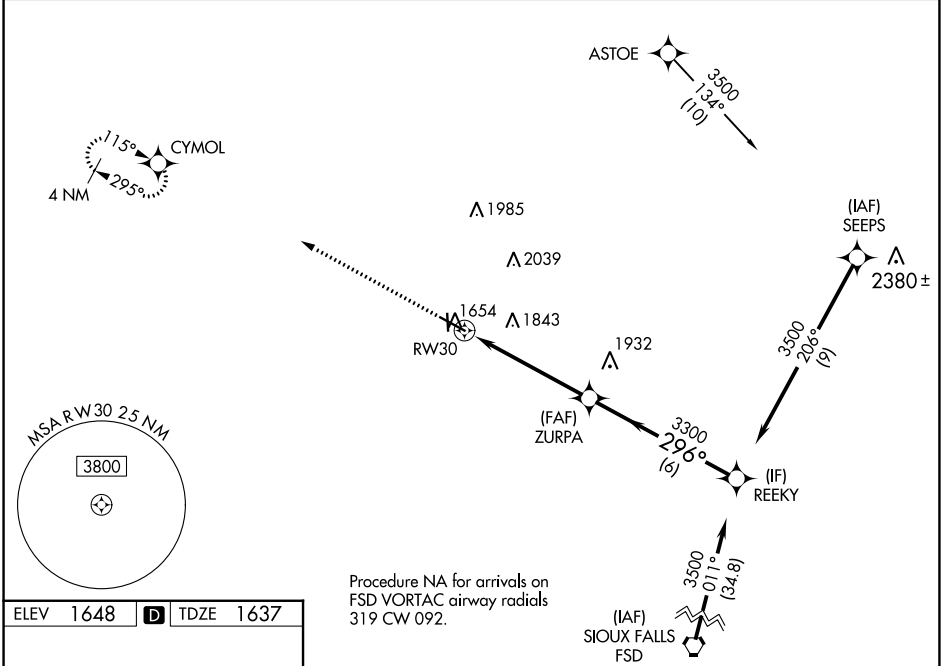 ASTOE
3500
134°
(10)
115°
CYMOL
295°
4 NM
1985
(IAF)
SEEPS
2039
2380±
1654
1843
RW30
3500
206°
(9)
1932
(FAF)
ZURPA
3300
296°
(6)
(IF)
REEKY
MSA RW30 25 NM
3800
3500
011°
(34.8)
Procedure NA for arrivals on
FSD VORTAC airway radials
319 CW 092.
(IAF)
SIOUX FALLS
FSD
ELEV 1648 D TDZE 1637